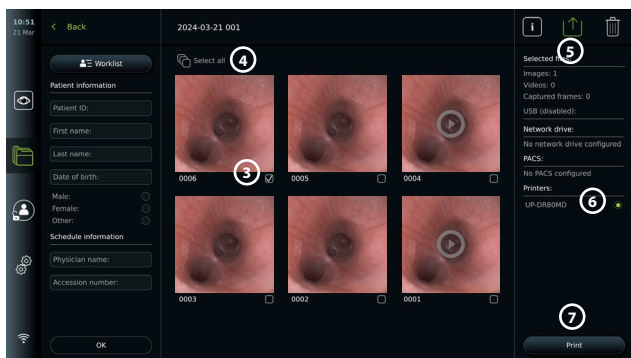 10:51
21 Mar
Back
2024-03-21 001
i
5
Worklist
Select all
4
Selected files:
Patient information
Images: 1
Videos: 0
Captured frames: 0
USB (disabled):
Patient ID:
First name:
Network drive:
No network drive configured
Last name:
PACS:
No PACS configured
Date of birth:
0006
3
0005
0004
Printers:
UP-DR80MD
6
Male:
Female:
Other:
Schedule information
Physician name:
Accession number:
0003
0002
0001
7
OK
Print